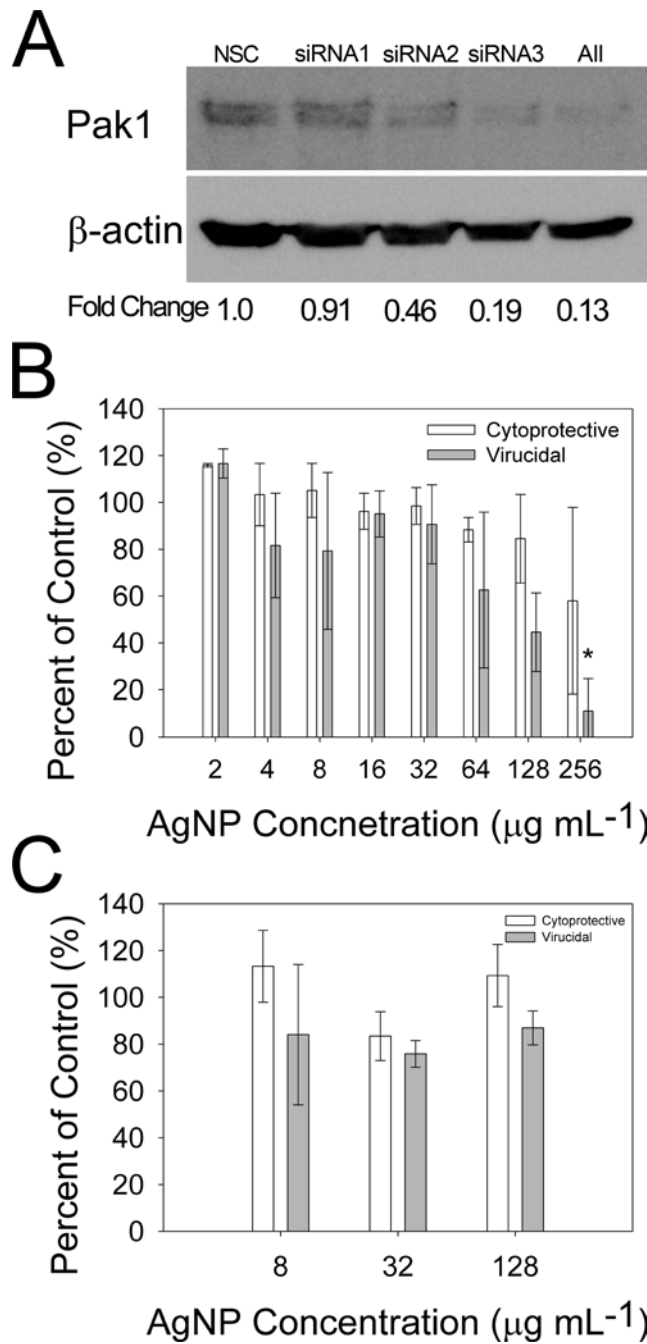 A
NSC siRNA1 siRNA2 siRNA3 All
Pak1
β-actin
Fold Change 1.0 0.91 0.46 0.19 0.13
B
Percent of Control (%)
140
120
100
80
60
40
20
0
Cytoprotective
Virucidal
*
2 4 8 16 32 64 128 256
AgNP Concnetration (μg mL-1)
C
Percent of Control (%)
140
120
100
80
60
40
20
0
Cytoprotective
Virucidal
8 32 128
AgNP Concentration (μg mL-1)